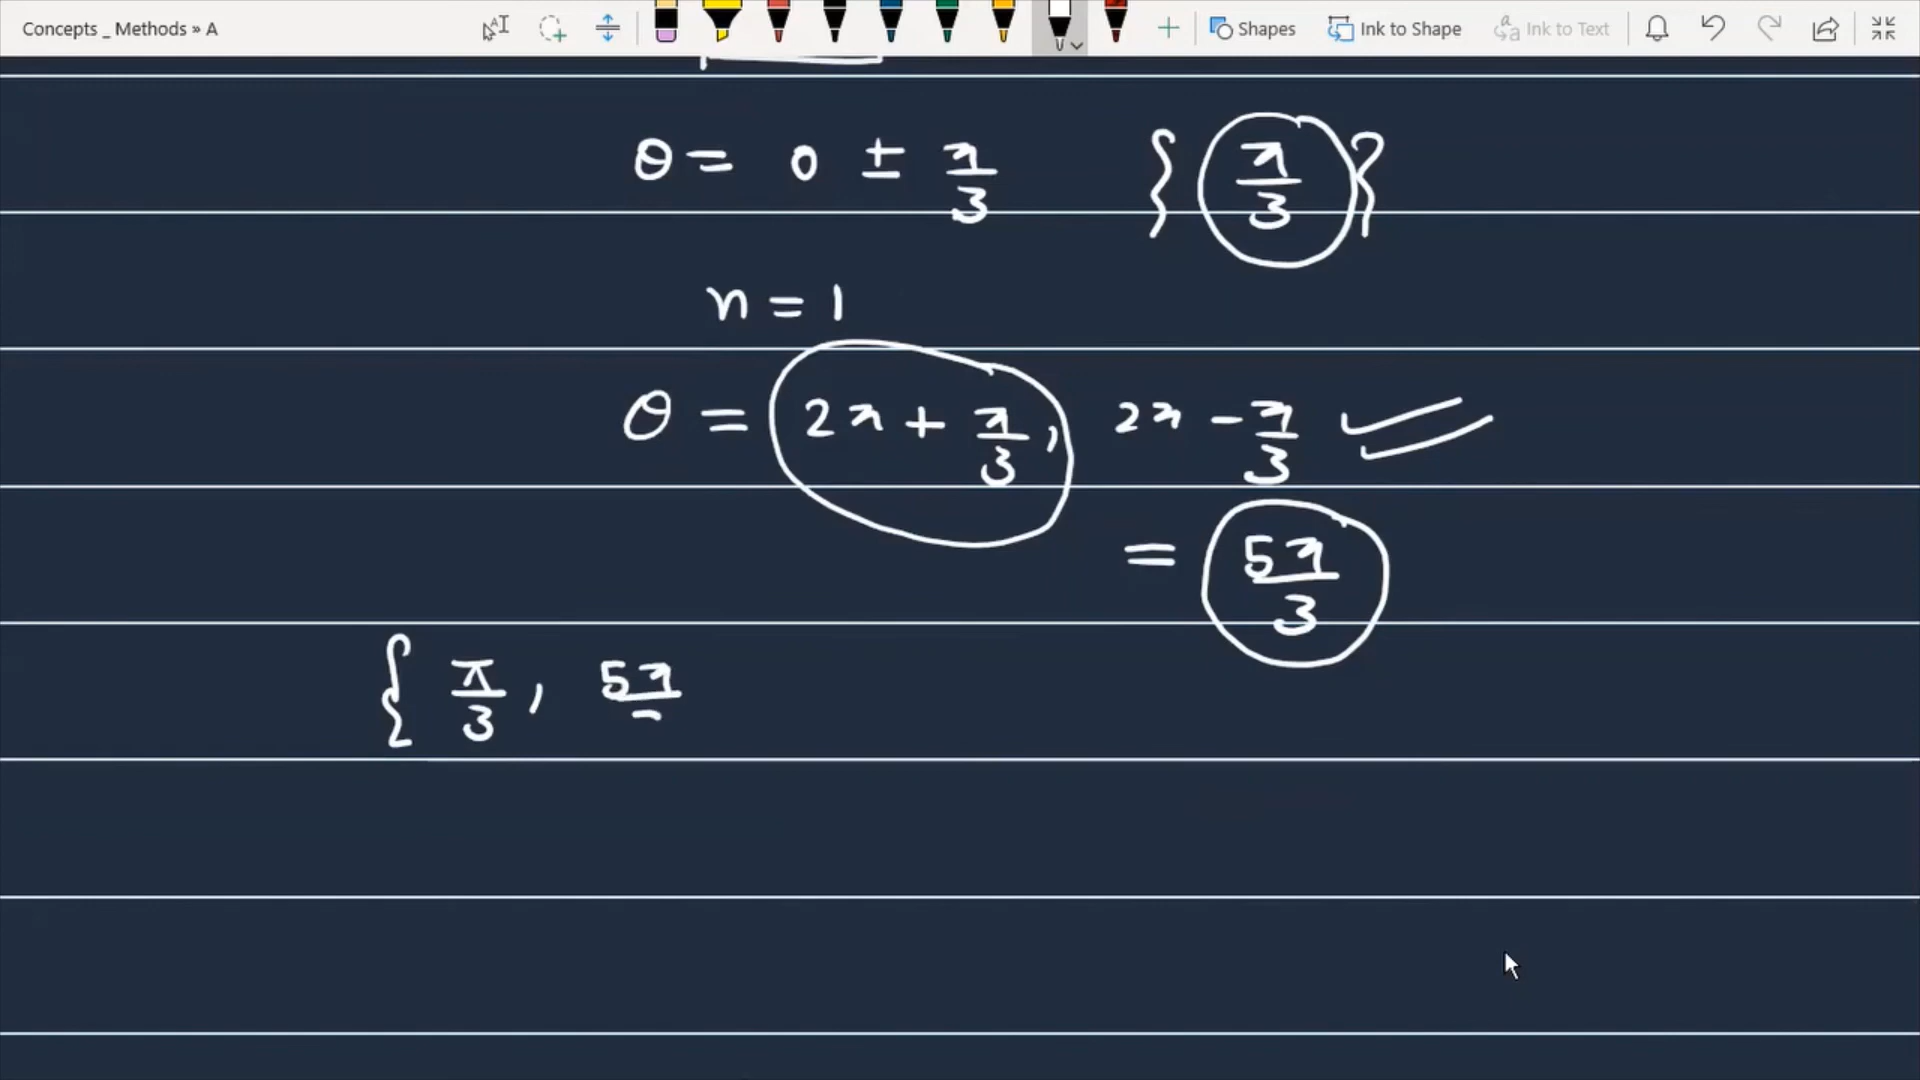 Concepts _ Methods » A
Shapes
Ink to Shape
Ink to Text
θ = 0 ± π/3 { π/3 }
n = 1
θ = 2π + π/3, 2π - π/3
= 5π/3
{ π/3, 5π/